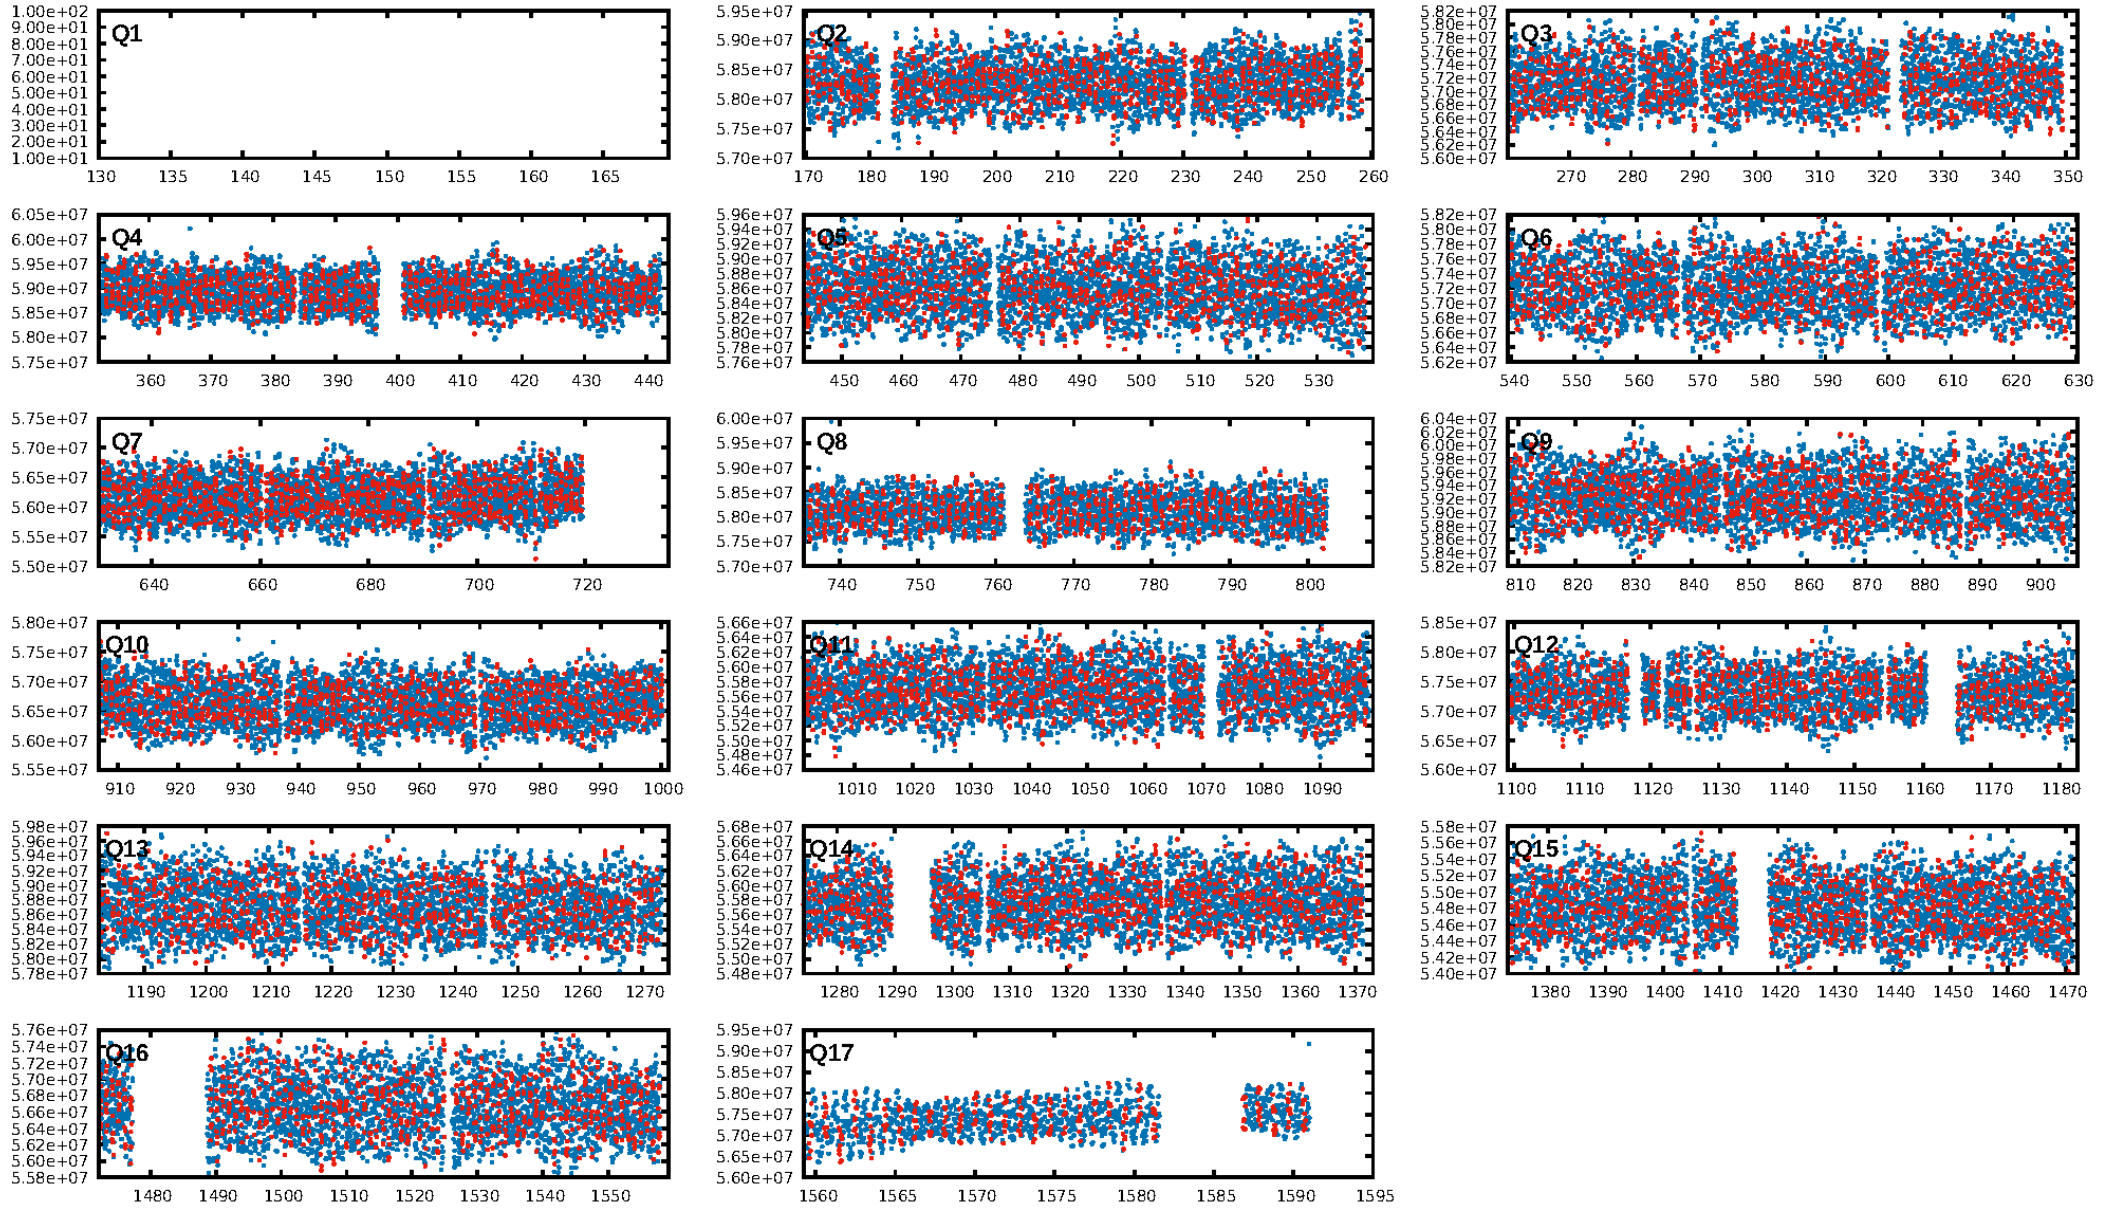 1.00e+02
9.00e+01
8.00e+01
7.00e+01
6.00e+01
5.00e+01
4.00e+01
3.00e+01
2.00e+01
1.00e+01
Q1
130 135 140 145 150 155 160 165
5.95e+07
5.90e+07
5.85e+07
5.80e+07
5.75e+07
5.70e+07
Q2
170 180 190 200 210 220 230 240 250 260
5.82e+07
5.80e+07
5.78e+07
5.76e+07
5.74e+07
5.72e+07
5.70e+07
5.68e+07
5.66e+07
5.64e+07
5.62e+07
5.60e+07
Q3
270 280 290 300 310 320 330 340 350
6.05e+07
6.00e+07
5.95e+07
5.90e+07
5.85e+07
5.80e+07
5.75e+07
Q4
360 370 380 390 400 410 420 430 440
5.96e+07
5.94e+07
5.92e+07
5.90e+07
5.88e+07
5.86e+07
5.84e+07
5.82e+07
5.80e+07
5.78e+07
5.76e+07
Q5
450 460 470 480 490 500 510 520 530
5.82e+07
5.80e+07
5.78e+07
5.76e+07
5.74e+07
5.72e+07
5.70e+07
5.68e+07
5.66e+07
5.64e+07
5.62e+07
Q6
540 550 560 570 580 590 600 610 620 630
5.75e+07
5.70e+07
5.65e+07
5.60e+07
5.55e+07
5.50e+07
Q7
640 660 680 700 720
6.00e+07
5.95e+07
5.90e+07
5.85e+07
5.80e+07
5.75e+07
5.70e+07
Q8
740 750 760 770 780 790 800
6.04e+07
6.02e+07
6.00e+07
5.98e+07
5.96e+07
5.94e+07
5.92e+07
5.90e+07
5.88e+07
5.86e+07
5.84e+07
5.82e+07
Q9
810 820 830 840 850 860 870 880 890 900
5.80e+07
5.75e+07
5.70e+07
5.65e+07
5.60e+07
5.55e+07
Q10
910 920 930 940 950 960 970 980 990 1000
5.66e+07
5.64e+07
5.62e+07
5.60e+07
5.58e+07
5.56e+07
5.54e+07
5.52e+07
5.50e+07
5.48e+07
5.46e+07
Q11
1010 1020 1030 1040 1050 1060 1070 1080 1090
5.85e+07
5.80e+07
5.75e+07
5.70e+07
5.65e+07
5.60e+07
Q12
1100 1110 1120 1130 1140 1150 1160 1170 1180
5.98e+07
5.96e+07
5.94e+07
5.92e+07
5.90e+07
5.88e+07
5.86e+07
5.84e+07
5.82e+07
5.80e+07
5.78e+07
Q13
1190 1200 1210 1220 1230 1240 1250 1260 1270
5.68e+07
5.66e+07
5.64e+07
5.62e+07
5.60e+07
5.58e+07
5.56e+07
5.54e+07
5.52e+07
5.50e+07
5.48e+07
Q14
1280 1290 1300 1310 1320 1330 1340 1350 1360 1370
5.58e+07
5.56e+07
5.54e+07
5.52e+07
5.50e+07
5.48e+07
5.46e+07
5.44e+07
5.42e+07
5.40e+07
Q15
1380 1390 1400 1410 1420 1430 1440 1450 1460 1470
5.76e+07
5.74e+07
5.72e+07
5.70e+07
5.68e+07
5.66e+07
5.64e+07
5.62e+07
5.60e+07
5.58e+07
Q16
1480 1490 1500 1510 1520 1530 1540 1550
5.95e+07
5.90e+07
5.85e+07
5.80e+07
5.75e+07
5.70e+07
5.65e+07
5.60e+07
Q17
1560 1565 1570 1575 1580 1585 1590 1595